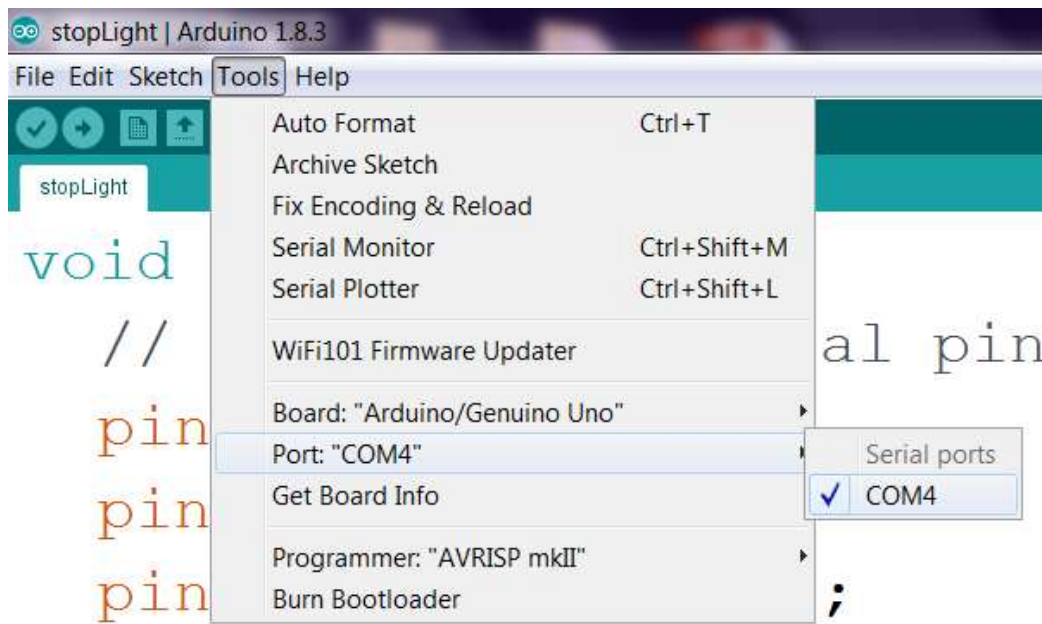 stopLight | Arduino 1.8.3
File Edit Sketch Tools Help
stopLight
Auto Format Ctrl+T
Archive Sketch
Fix Encoding & Reload
Serial Monitor Ctrl+Shift+M
Serial Plotter Ctrl+Shift+L
WiFi101 Firmware Updater
Board: "Arduino/Genuino Uno"
Port: "COM4"
Get Board Info
Programmer: "AVRISP mkII"
Burn Bootloader
Serial ports
COM4
void
// al pin
pin
pin
pin ;